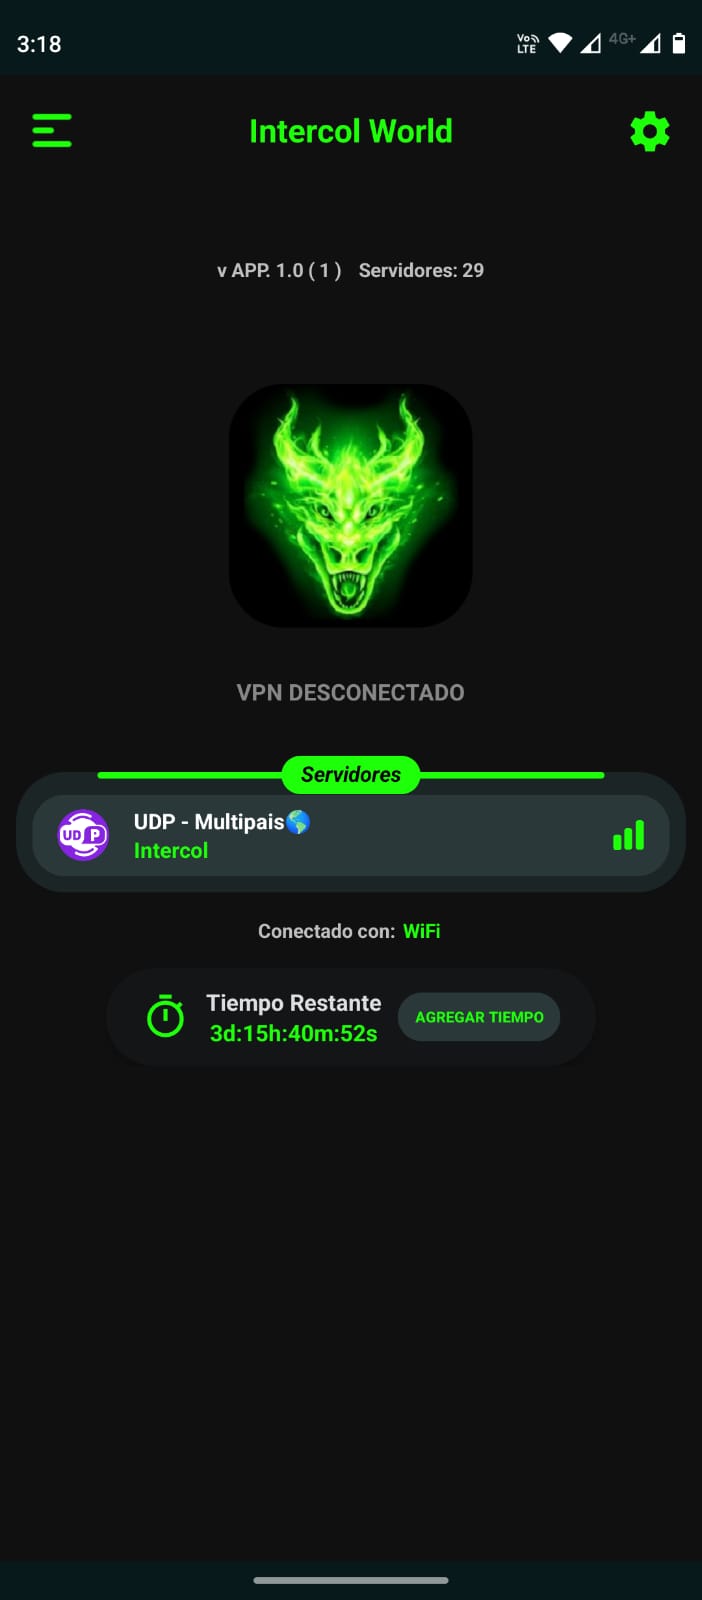 3:18
Vo LTE 4G+
Intercol World
v APP. 1.0 ( 1 ) Servidores: 29
VPN DESCONECTADO
Servidores
UDP
UDP - Multipais🌎
Intercol
Conectado con: WiFi
Tiempo Restante
3d:15h:40m:52s
AGREGAR TIEMPO